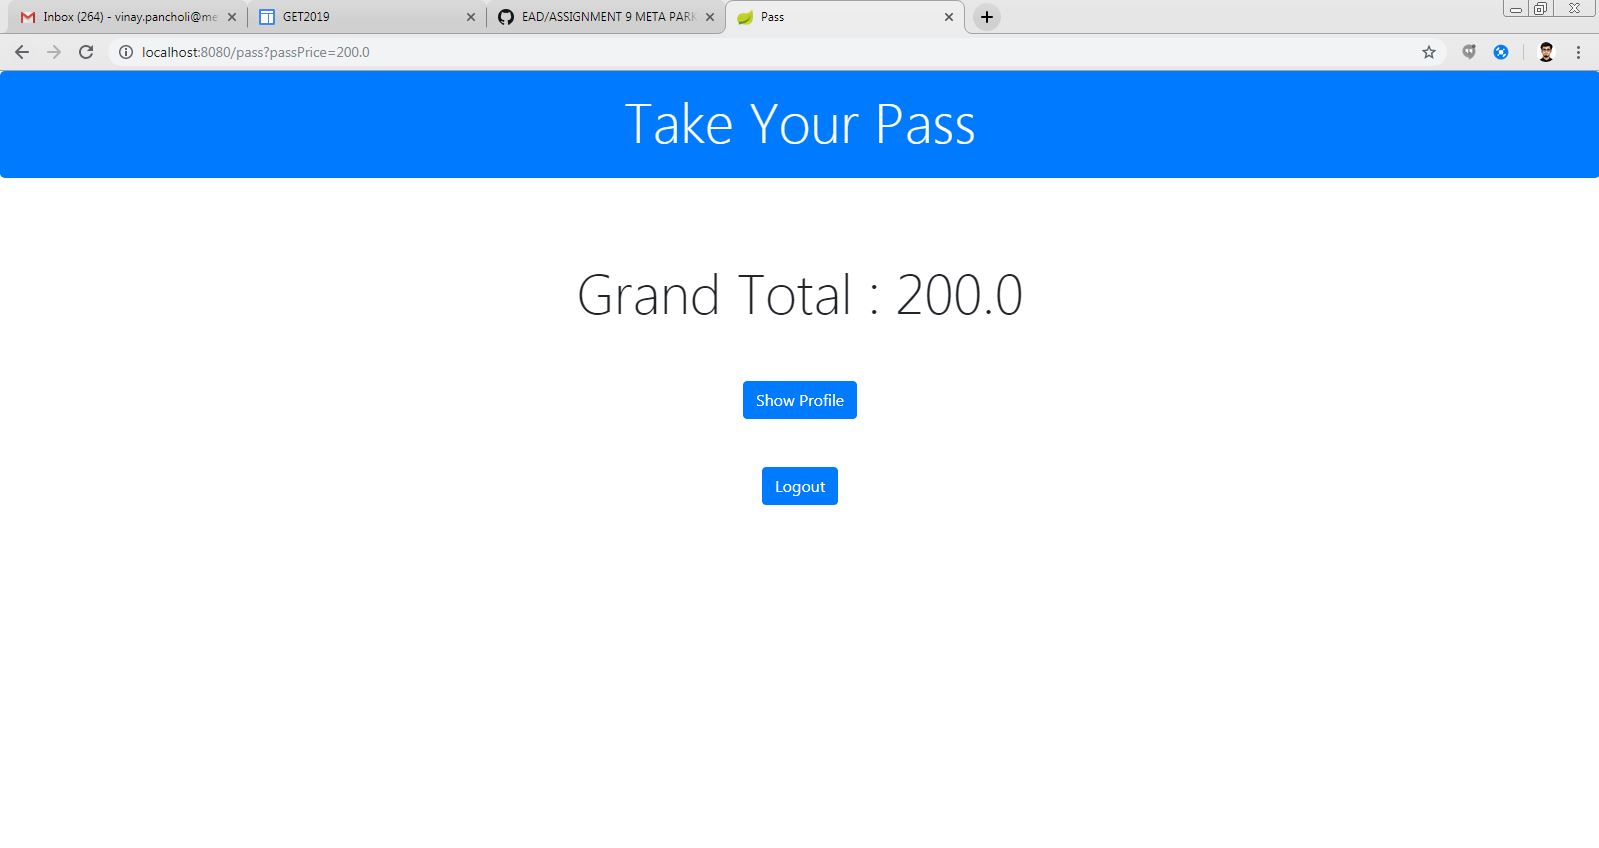 Inbox (264) - vinay.pancholi@me
GET2019
EAD/ASSIGNMENT 9 META PARK
Pass
localhost:8080/pass?passPrice=200.0
Take Your Pass
Grand Total : 200.0
Show Profile
Logout